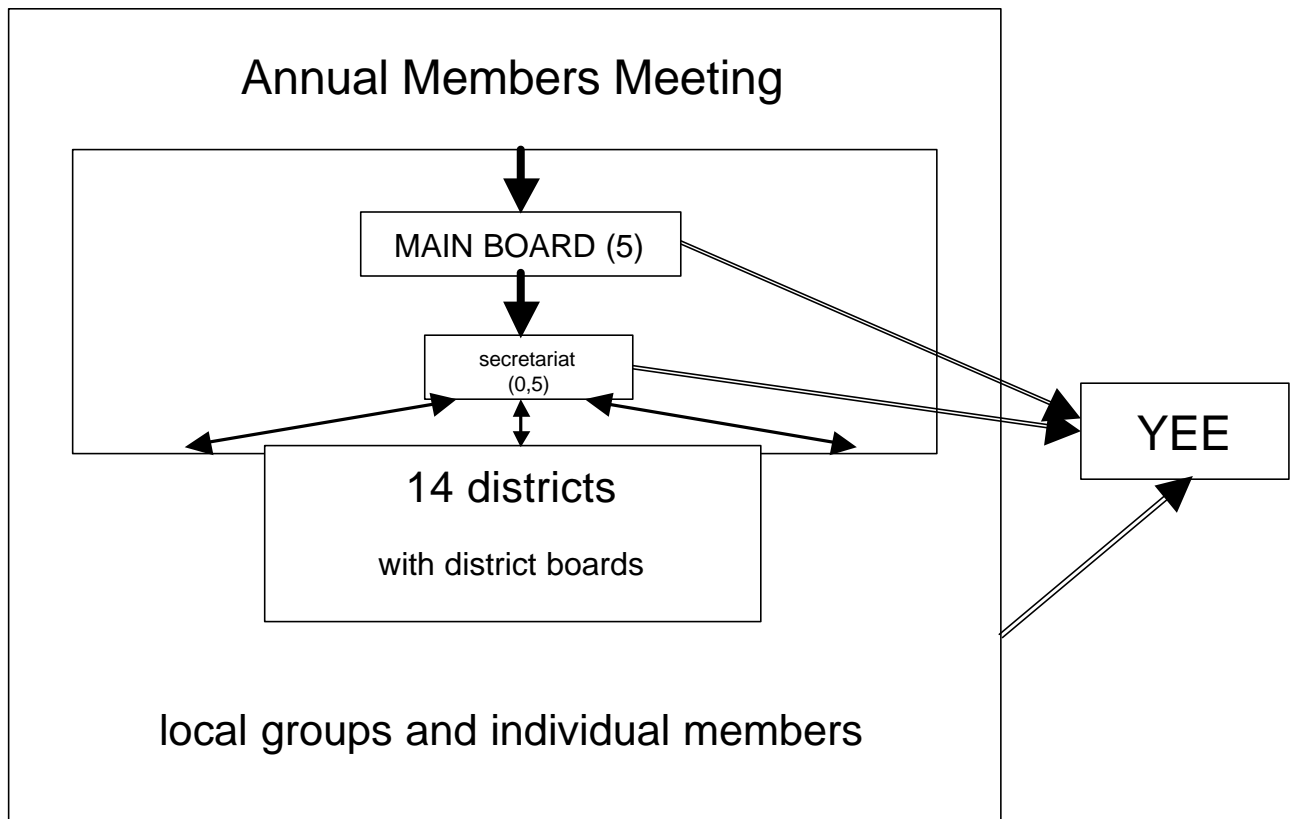 Annual Members Meeting
MAIN BOARD (5)
secretariat
(0,5)
YEE
14 districts
with district boards
local groups and individual members